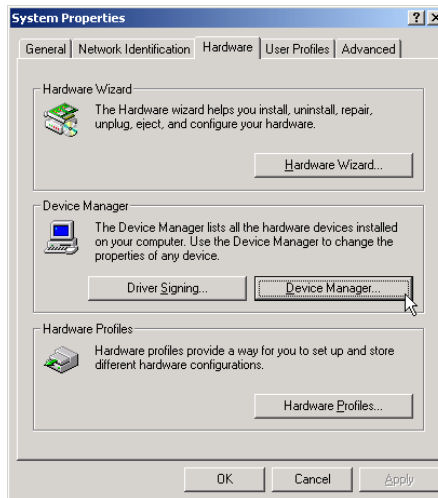 System Properties
General Network Identification Hardware User Profiles Advanced
Hardware Wizard
The Hardware wizard helps you install, uninstall, repair,
unplug, eject, and configure your hardware.
Hardware Wizard...
Device Manager
The Device Manager lists all the hardware devices installed
on your computer. Use the Device Manager to change the
properties of any device.
Driver Signing... Device Manager...
Hardware Profiles
Hardware profiles provide a way for you to set up and store
different hardware configurations.
Hardware Profiles...
OK Cancel Apply